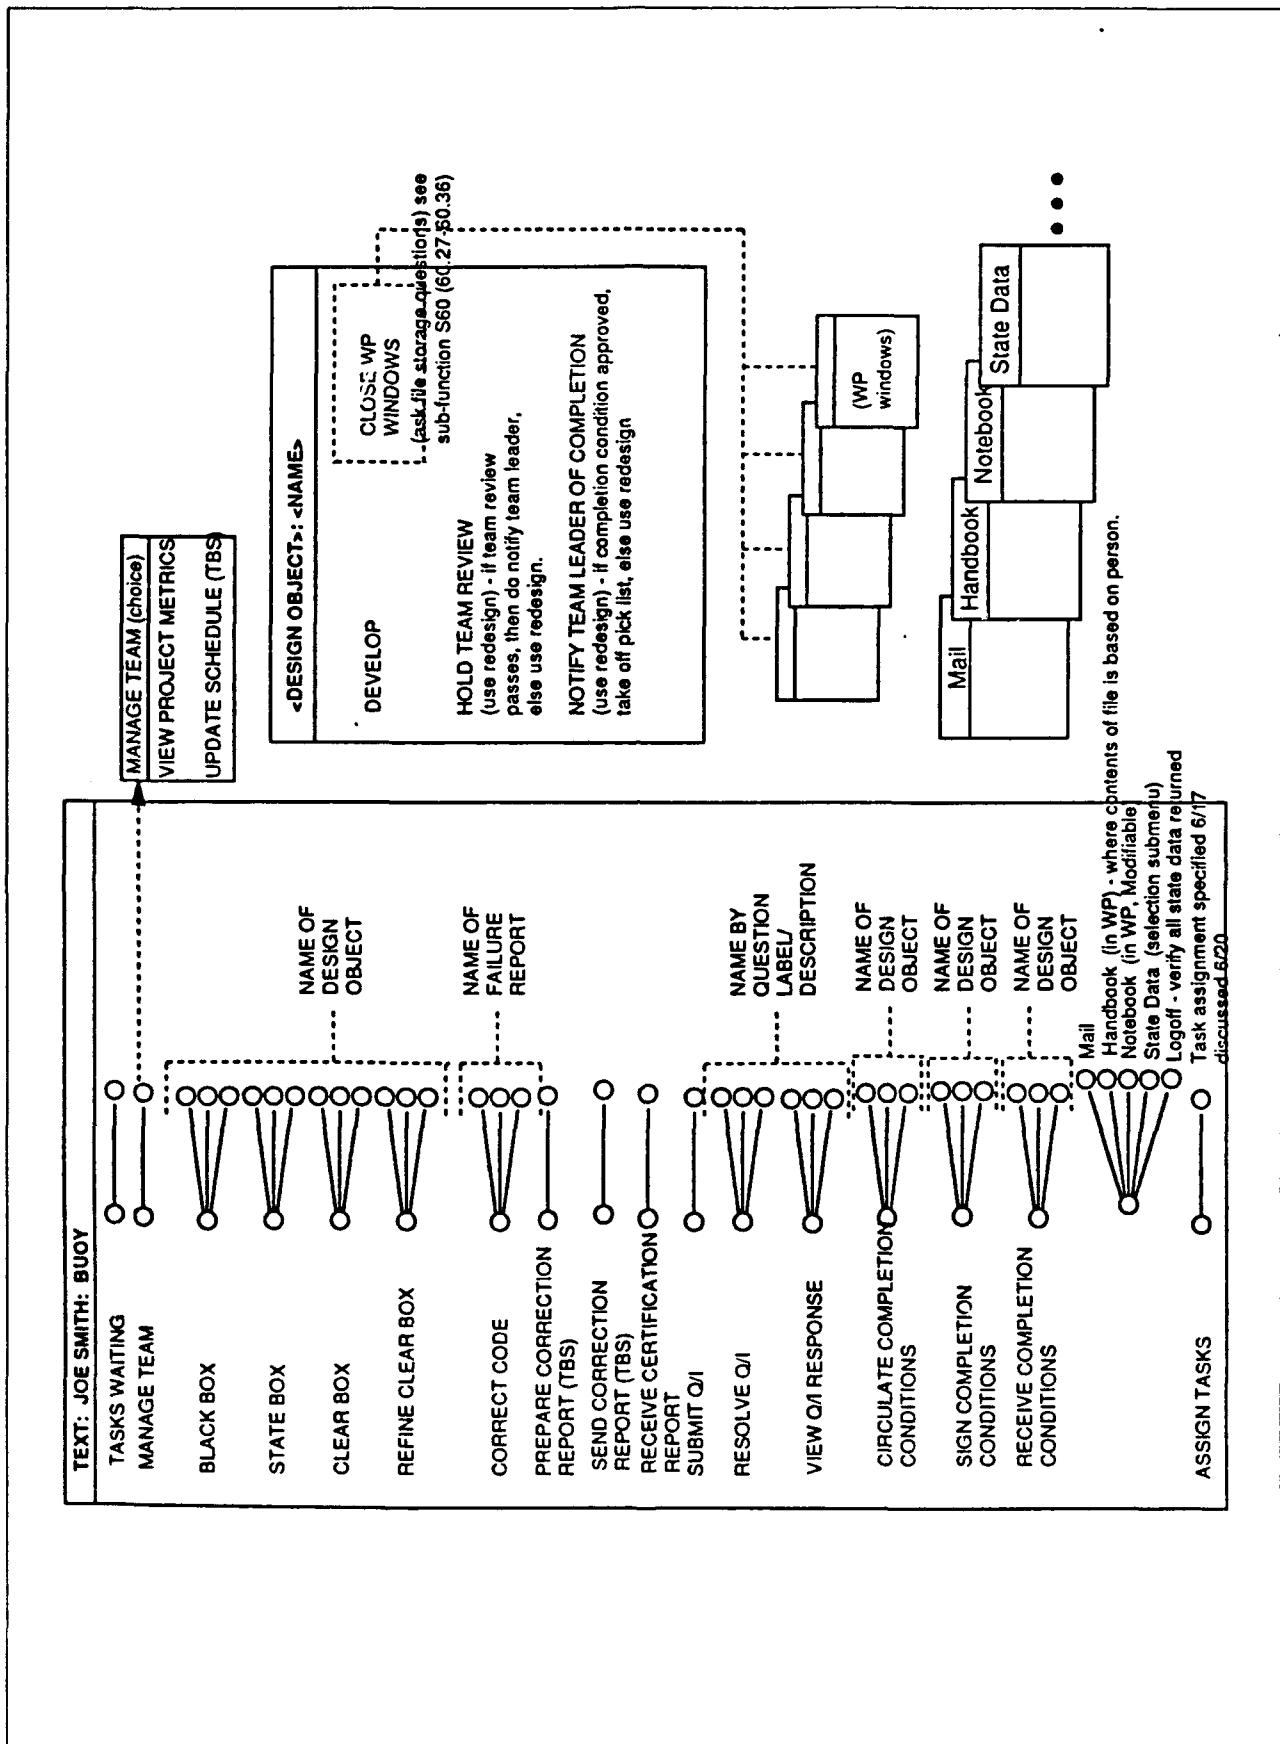 TEXT: JOE SMITH: BUOY
TASKS WAITING
MANAGE TEAM
BLACK BOX
STATE BOX
CLEAR BOX
REFINE CLEAR BOX
NAME OF
DESIGN
OBJECT
CORRECT CODE
NAME OF
FAILURE
REPORT
PREPARE CORRECTION
REPORT (TBS)
SEND CORRECTION
REPORT (TBS)
RECEIVE CERTIFICATION
REPORT
SUBMIT Q/I
RESOLVE Q/I
VIEW Q/I RESPONSE
NAME BY
QUESTION
LABEL/
DESCRIPTION
CIRCULATE COMPLETION
CONDITIONS
NAME OF
DESIGN
OBJECT
SIGN COMPLETION
CONDITIONS
NAME OF
DESIGN
OBJECT
RECEIVE COMPLETION
CONDITIONS
NAME OF
DESIGN
OBJECT
Mail
Handbook (in WP) - where contents of file is based on person.
Notebook (in WP, Modifiable)
State Data (selection submenu)
Logoff - verify all state data returned
ASSIGN TASKS
Task assignment specified 6/17
discussed 6/20
MANAGE TEAM (choice)
VIEW PROJECT METRICS
UPDATE SCHEDULE (TBS)
<DESIGN OBJECT>: <NAME>
DEVELOP
CLOSE WP
WINDOWS
(ask file storage questions) see
sub-function S60 (60.27-60.36)
HOLD TEAM REVIEW
(use redesign) - if team review
passes, then do notify team leader,
else use redesign.
NOTIFY TEAM LEADER OF COMPLETION
(use redesign) - if completion condition approved,
take off pick list, else use redesign
(WP
windows)
Mail
Handbook
Notebook
State Data